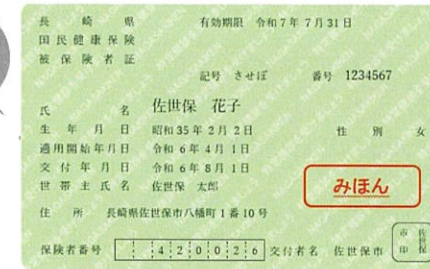 長崎県 有効期限 令和7年7月31日
国民健康保険
被保険者証
記号 させぼ 番号 1234567
氏名 佐世保 花子
生年月日 昭和35年2月2日 性別 女
適用開始年月日 令和6年4月1日
交付年月日 令和6年8月1日
世帯主氏名 佐世保 太郎
みほん
住所 長崎県佐世保市八幡町1番10号
保険者番号 420026 交付者名 佐世保市
佐世保
市印